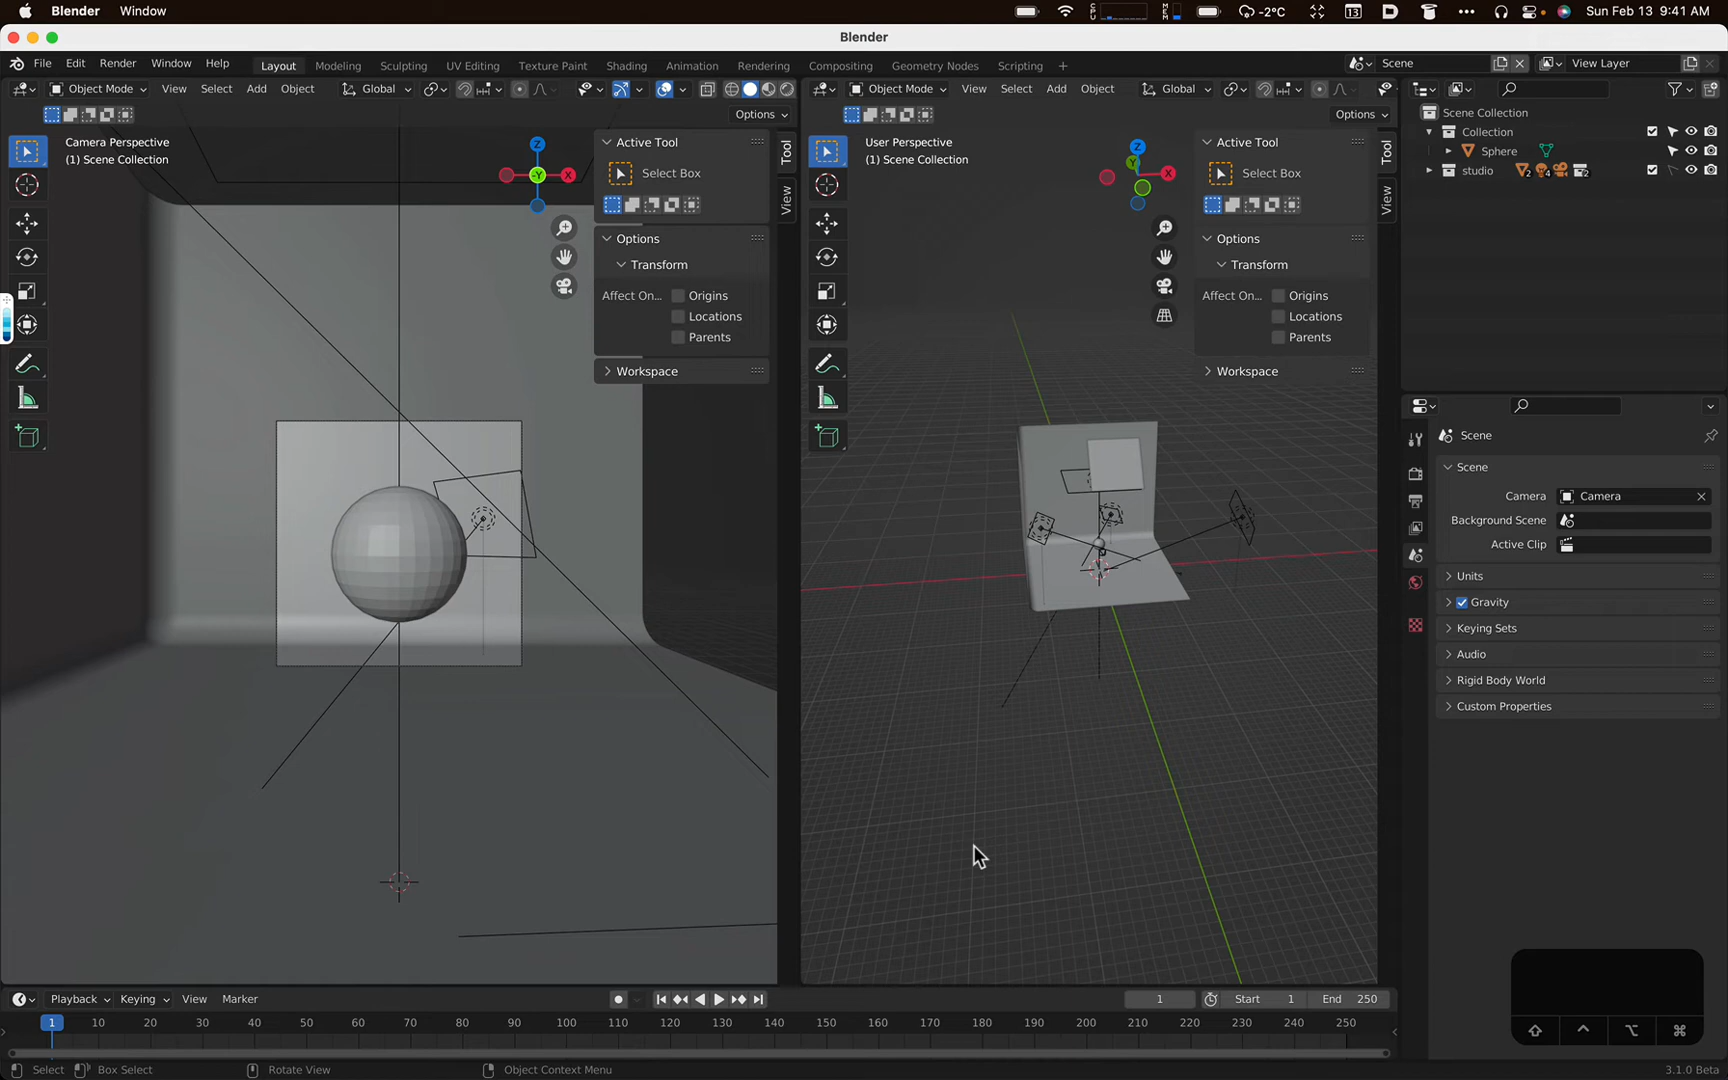 Blender Window -2°C 13 Sun Feb 13 9:41 AM
CPU MEM
Blender
File Edit Render Window Help Layout Modeling Sculpting UV Editing Texture Paint Shading Animation Rendering Compositing Geometry Nodes Scripting + Scene View Layer
Object Mode View Select Add Object Global
Options
Camera Perspective
(1) Scene Collection
Z
-Y X
Active Tool
Select Box
Options
Transform
Affect On... Origins
Locations
Parents
Workspace
Tool
View
Object Mode View Select Add Object Global
Options
User Perspective
(1) Scene Collection
Z
Y X
Active Tool
Select Box
Options
Transform
Affect On... Origins
Locations
Parents
Workspace
Tool
View
Scene Collection
Collection
Sphere
studio 2 4 2
Scene
Scene
Camera Camera
Background Scene
Active Clip
Units
Gravity
Keying Sets
Audio
Rigid Body World
Custom Properties
Playback Keying View Marker 1 Start 1 End 250
1 10 20 30 40 50 60 70 80 90 100 110 120 130 140 150 160 170 180 190 200 210 220 230 240 250
Select Box Select Rotate View Object Context Menu 3.1.0 Beta